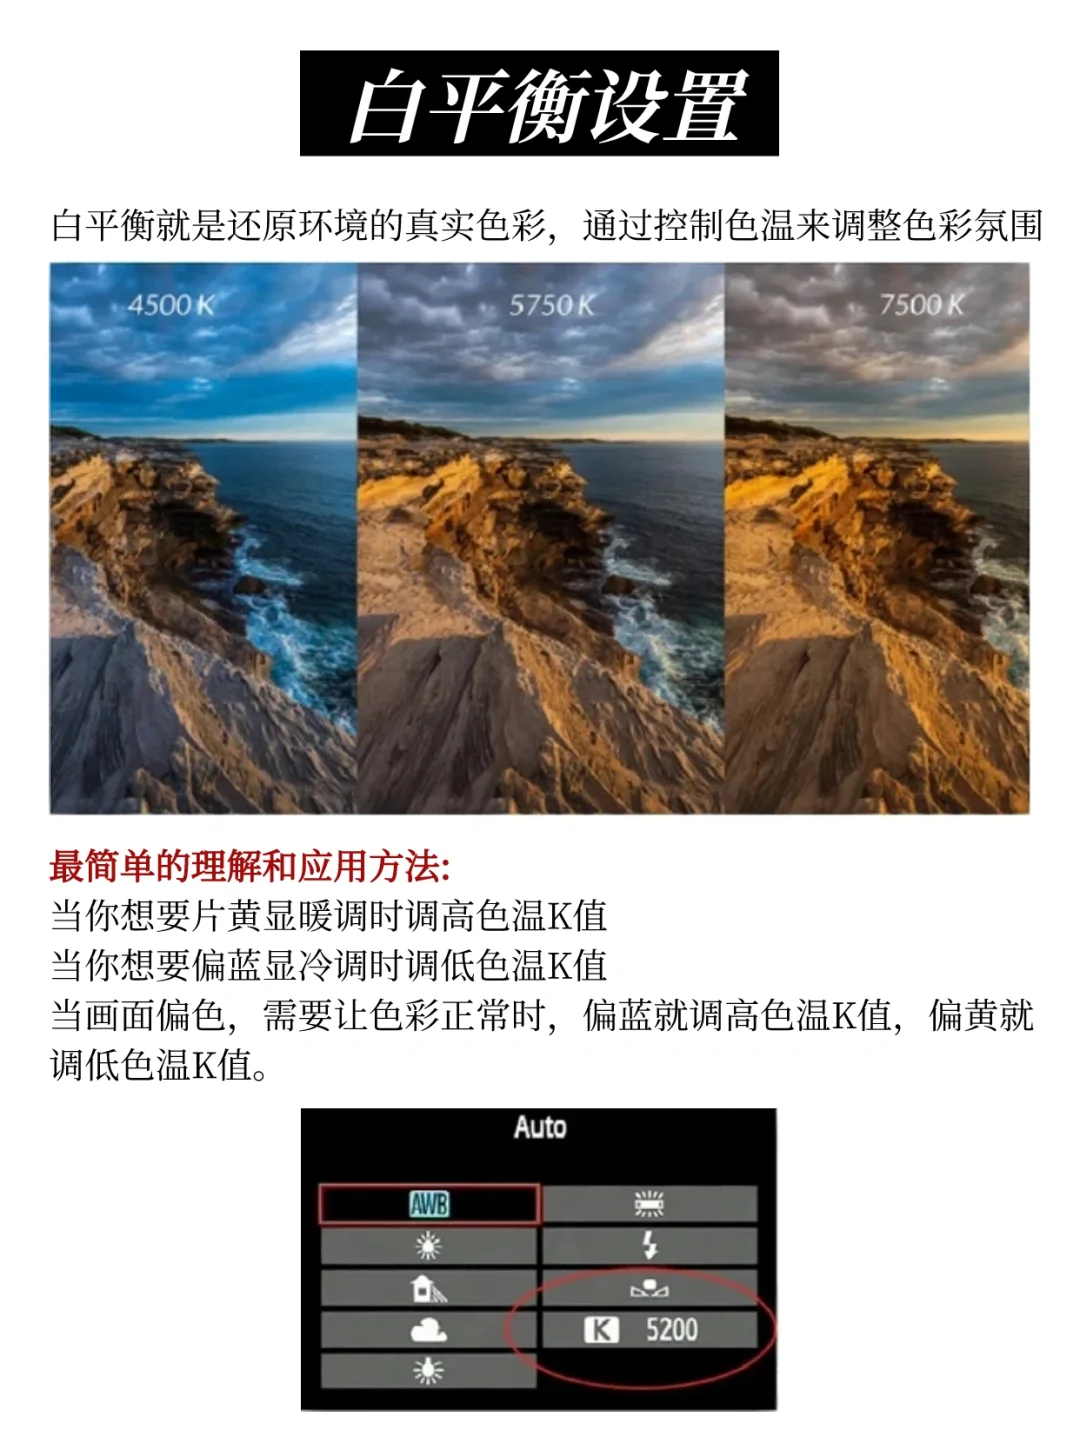 白平衡设置
白平衡就是还原环境的真实色彩，通过控制色温来调整色彩氛围
4500 K
5750 K
7500 K
最简单的理解和应用方法:
当你想要片黄显暖调时调高色温K值
当你想要偏蓝显冷调时调低色温K值
当画面偏色，需要让色彩正常时，偏蓝就调高色温K值，偏黄就
调低色温K值。
Auto
AWB
K 5200